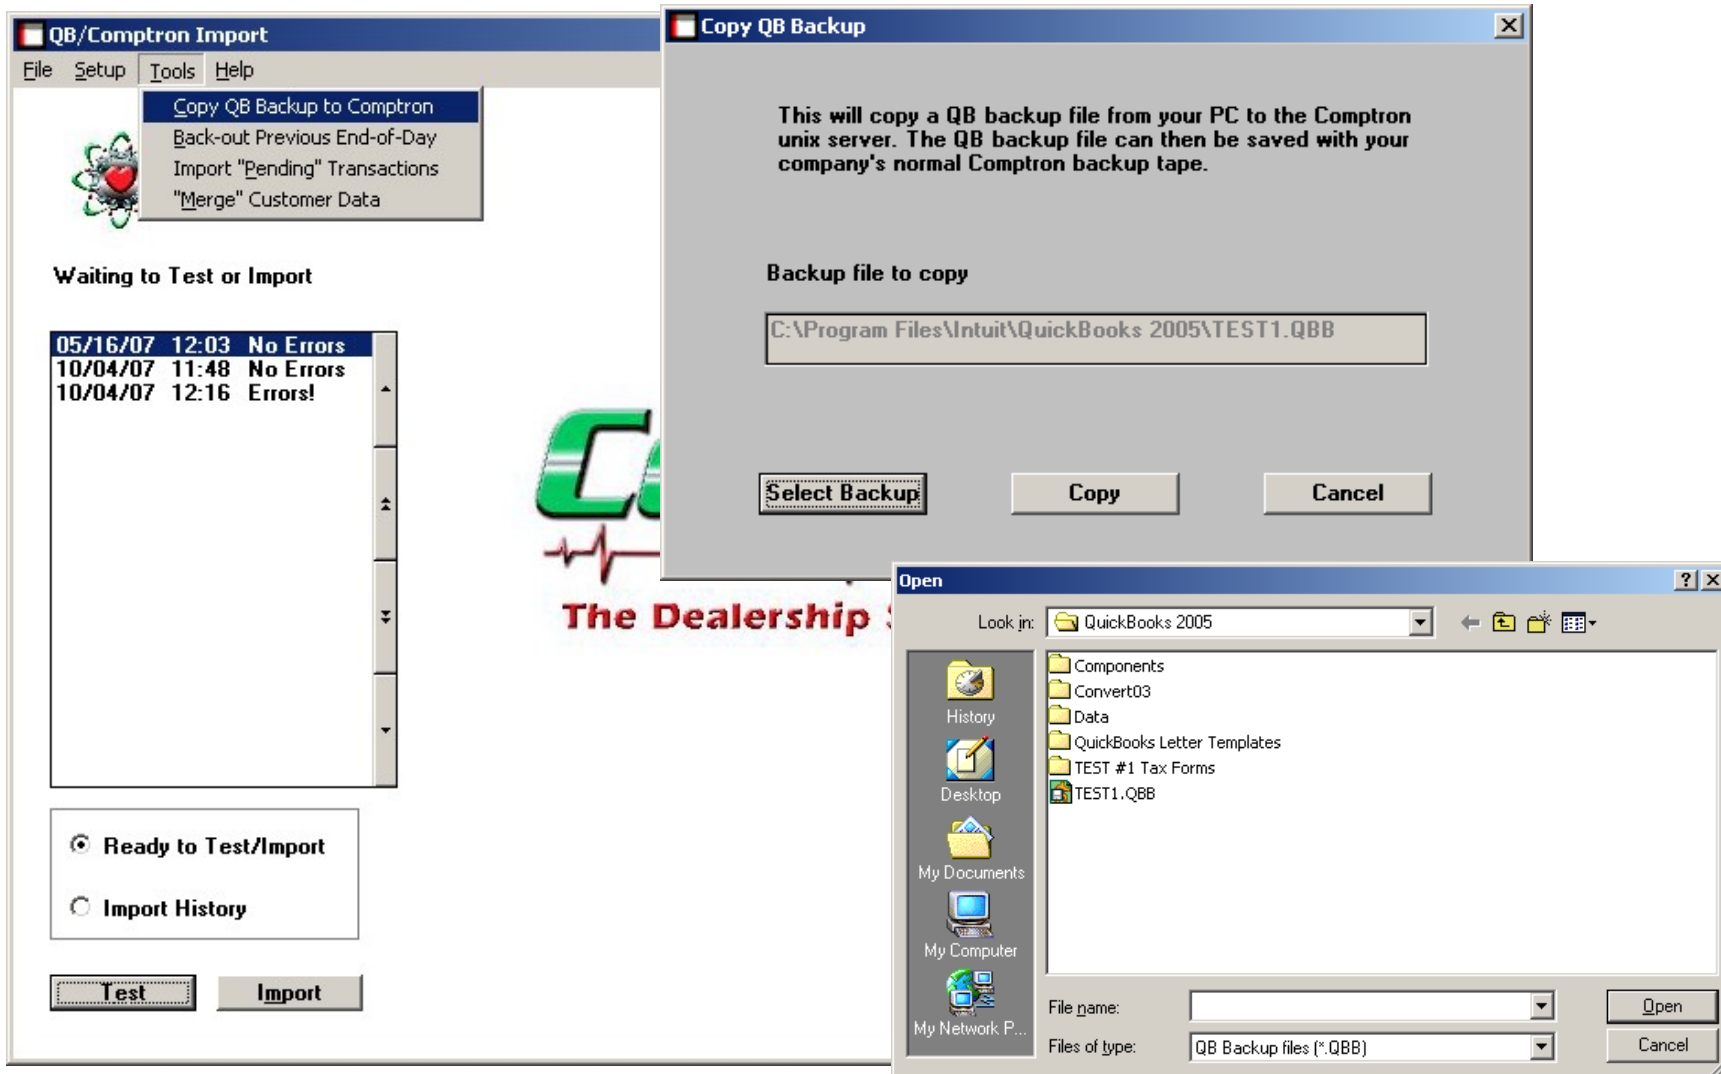 QB/Comptron Import
File Setup Tools Help
Copy QB Backup to Comptron
Back-out Previous End-of-Day
Import "Pending" Transactions
"Merge" Customer Data
Waiting to Test or Import
05/16/07 12:03 No Errors
10/04/07 11:48 No Errors
10/04/07 12:16 Errors!
Ready to Test/Import
Import History
Test Import
The Dealership
Copy QB Backup
This will copy a QB backup file from your PC to the Comptron
unix server. The QB backup file can then be saved with your
company's normal Comptron backup tape.
Backup file to copy
C:\Program Files\Intuit\QuickBooks 2005\TEST1.QBB
Select Backup Copy Cancel
Open
Look in: QuickBooks 2005
History
Desktop
My Documents
My Computer
My Network P...
Components
Convert03
Data
QuickBooks Letter Templates
TEST #1 Tax Forms
TEST1.QBB
File name: Open
Files of type: QB Backup files (*.QBB) Cancel